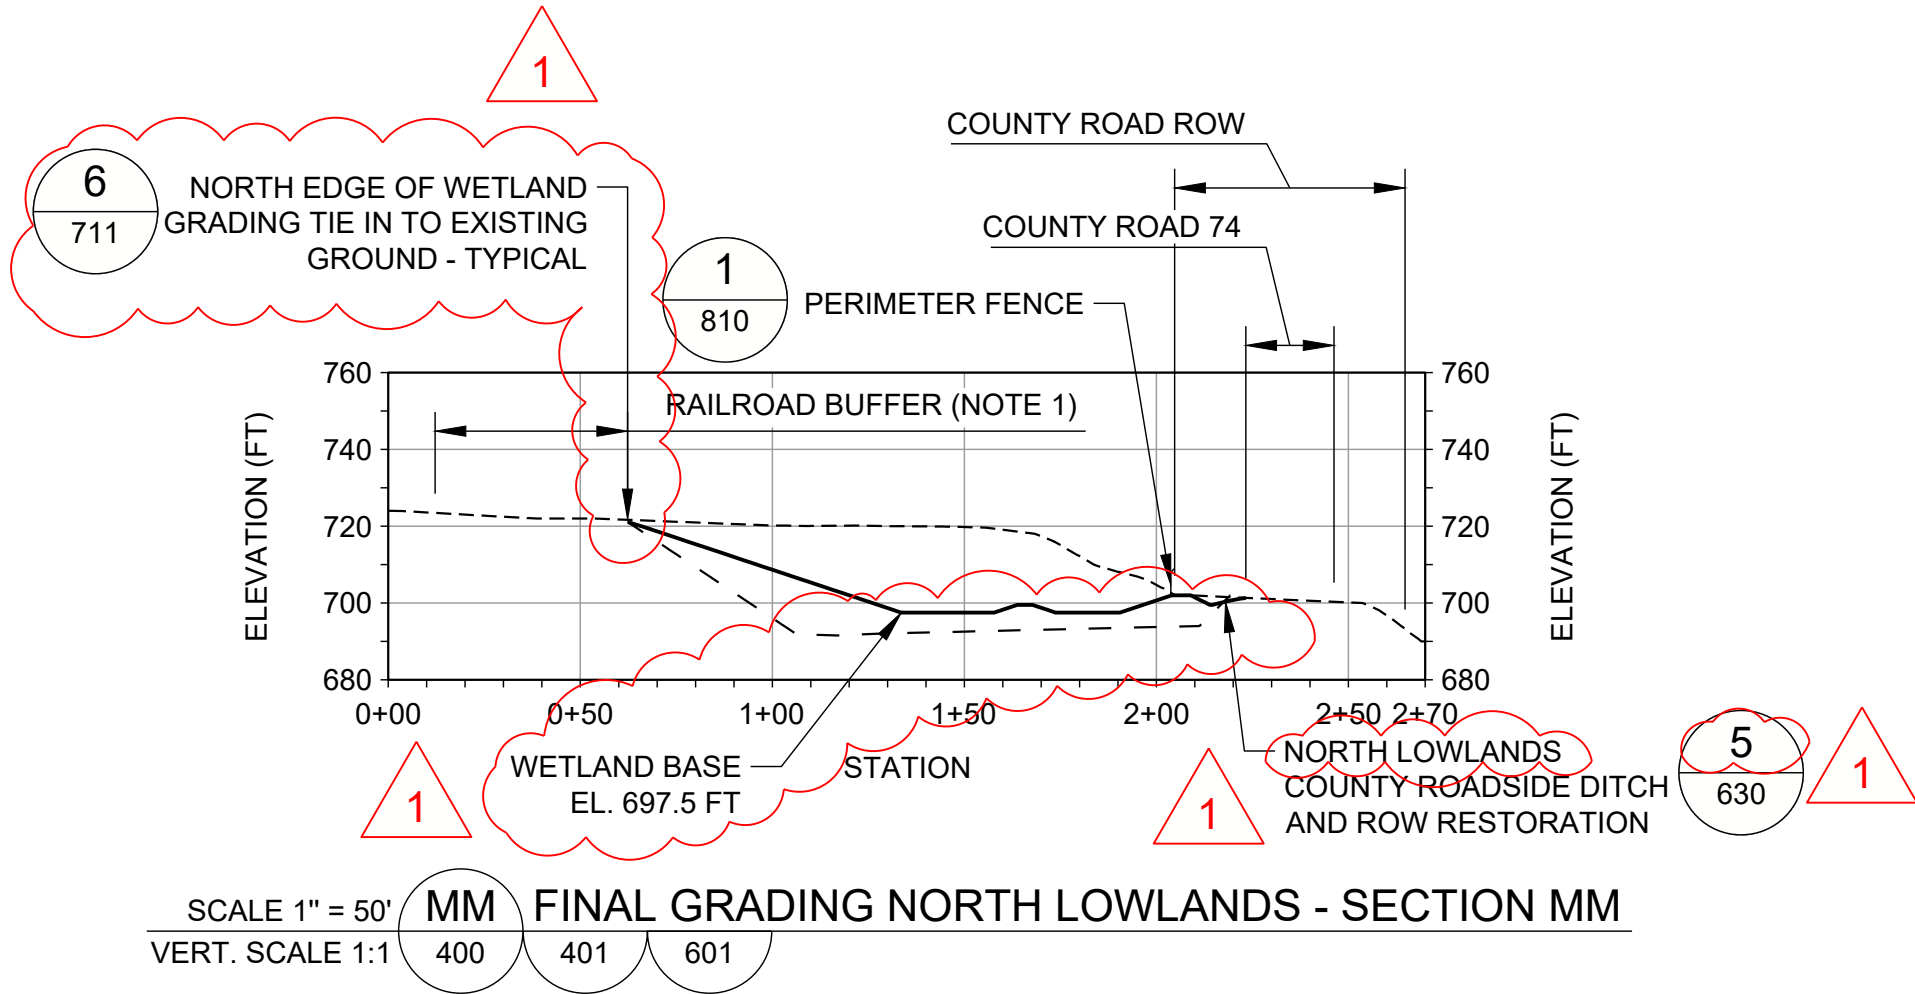 1
COUNTY ROAD ROW
6
711
NORTH EDGE OF WETLAND
GRADING TIE IN TO EXISTING
GROUND - TYPICAL
COUNTY ROAD 74
1
810
PERIMETER FENCE
760
760
RAILROAD BUFFER (NOTE 1)
740
740
720
720
700
700
680
680
ELEVATION (FT)
ELEVATION (FT)
0+00
0+50
1+00
1+50
2+00
2+50
2+70
STATION
1
WETLAND BASE
EL. 697.5 FT
1
NORTH LOWLANDS
COUNTY ROADSIDE DITCH
AND ROW RESTORATION
5
630
1
SCALE 1" = 50'
VERT. SCALE 1:1
MM
400
401
601
FINAL GRADING NORTH LOWLANDS - SECTION MM